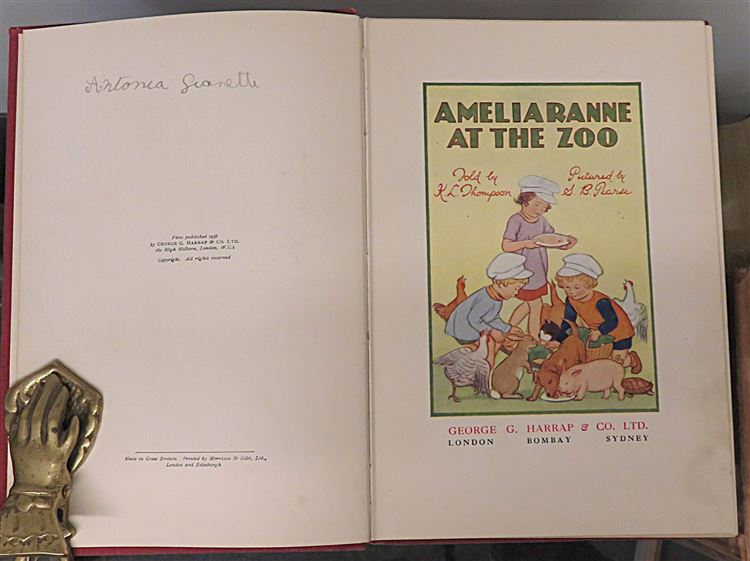 Antonia Gianetti
First published 1936
by GEORGE G. HARRAP & CO. LTD.
182 High Holborn, London, W.C.1
Copyright. All rights reserved
Made in Great Britain. Printed by Morrison & Gibb, Ltd.,
London and Edinburgh
AMELIARANNE
AT THE ZOO
Told by
K. L. Thompson
Pictured by
S. B. Pearse
GEORGE G. HARRAP & CO. LTD.
LONDON BOMBAY SYDNEY